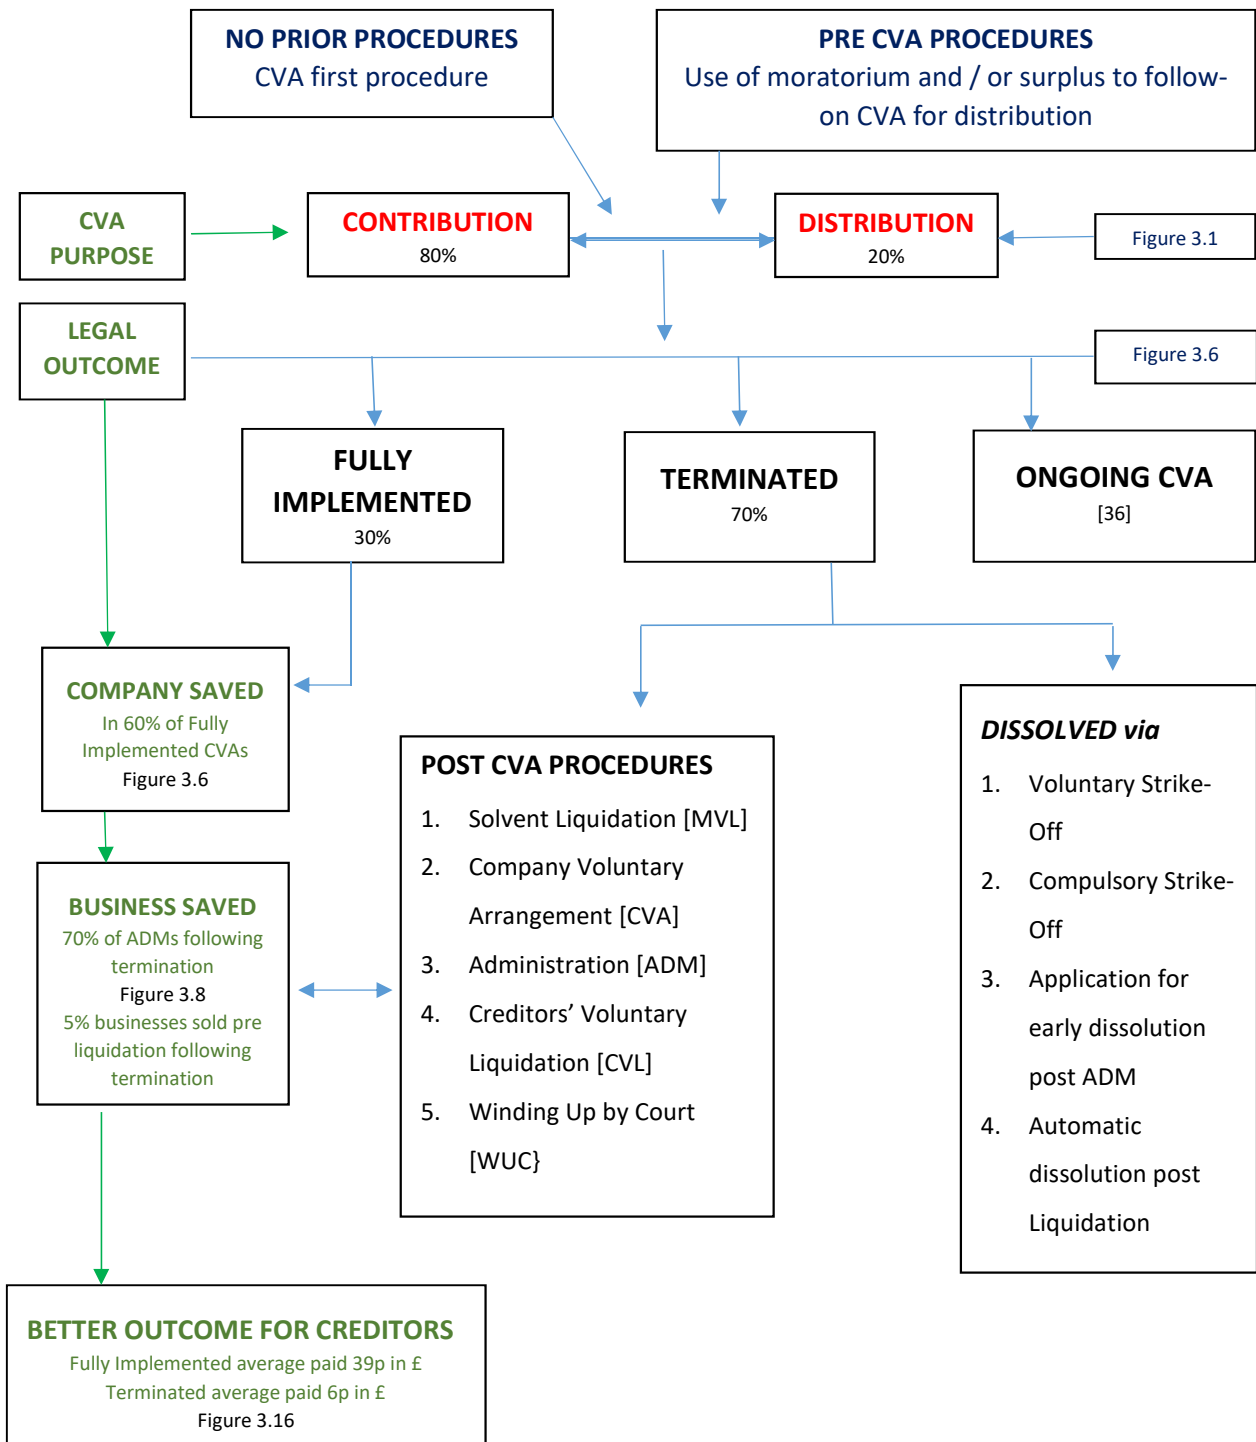 NO PRIOR PROCEDURES
CVA first procedure
PRE CVA PROCEDURES
Use of moratorium and / or surplus to follow-
on CVA for distribution
CVA
PURPOSE
CONTRIBUTION
80%
DISTRIBUTION
20%
Figure 3.1
LEGAL
OUTCOME
Figure 3.6
FULLY
IMPLEMENTED
30%
TERMINATED
70%
ONGOING CVA
[36]
COMPANY SAVED
In 60% of Fully
Implemented CVAs
Figure 3.6
BUSINESS SAVED
70% of ADMs following
termination
Figure 3.8
5% businesses sold pre
liquidation following
termination
POST CVA PROCEDURES
1. Solvent Liquidation [MVL]
2. Company Voluntary
Arrangement [CVA]
3. Administration [ADM]
4. Creditors’ Voluntary
Liquidation [CVL]
5. Winding Up by Court
[WUC}
DISSOLVED via
1. Voluntary Strike-
Off
2. Compulsory Strike-
Off
3. Application for
early dissolution
post ADM
4. Automatic
dissolution post
Liquidation
BETTER OUTCOME FOR CREDITORS
Fully Implemented average paid 39p in £
Terminated average paid 6p in £
Figure 3.16